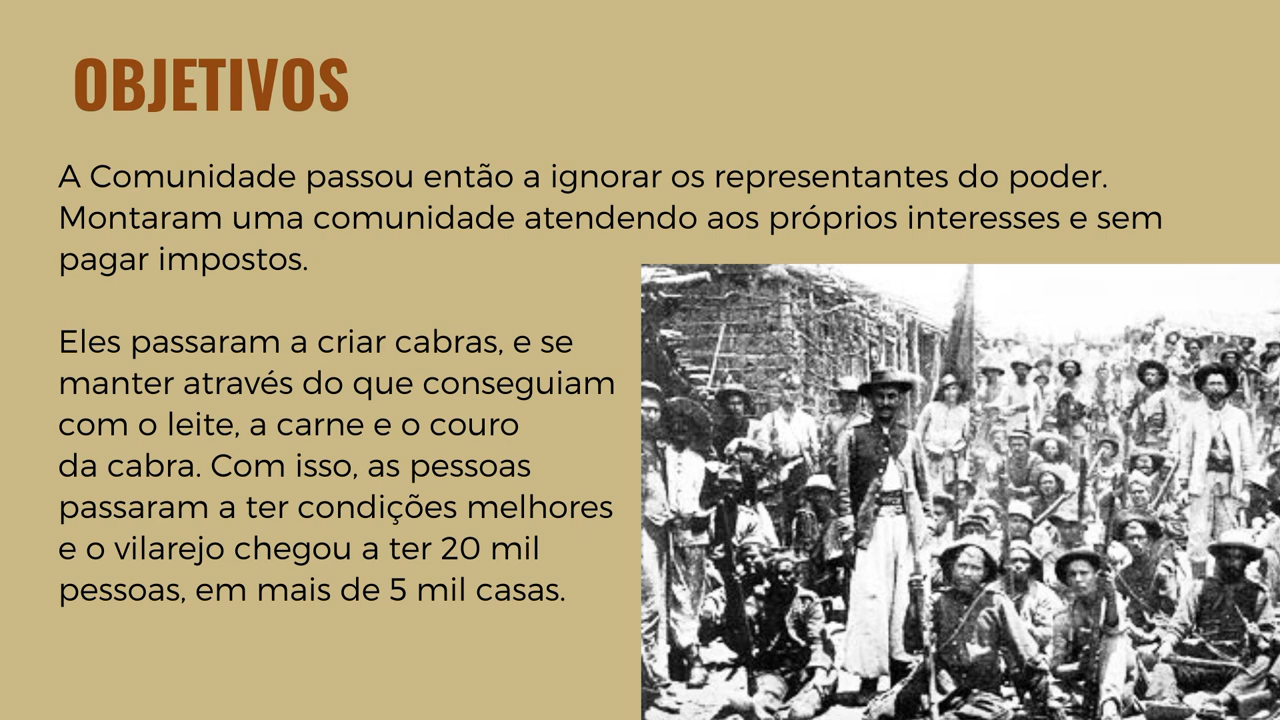 OBJETIVOS
A Comunidade passou então a ignorar os representantes do poder.
Montaram uma comunidade atendendo aos próprios interesses e sem
pagar impostos.
Eles passaram a criar cabras, e se
manter através do que conseguiam
com o leite, a carne e o couro
da cabra. Com isso, as pessoas
passaram a ter condições melhores
e o vilarejo chegou a ter 20 mil
pessoas, em mais de 5 mil casas.